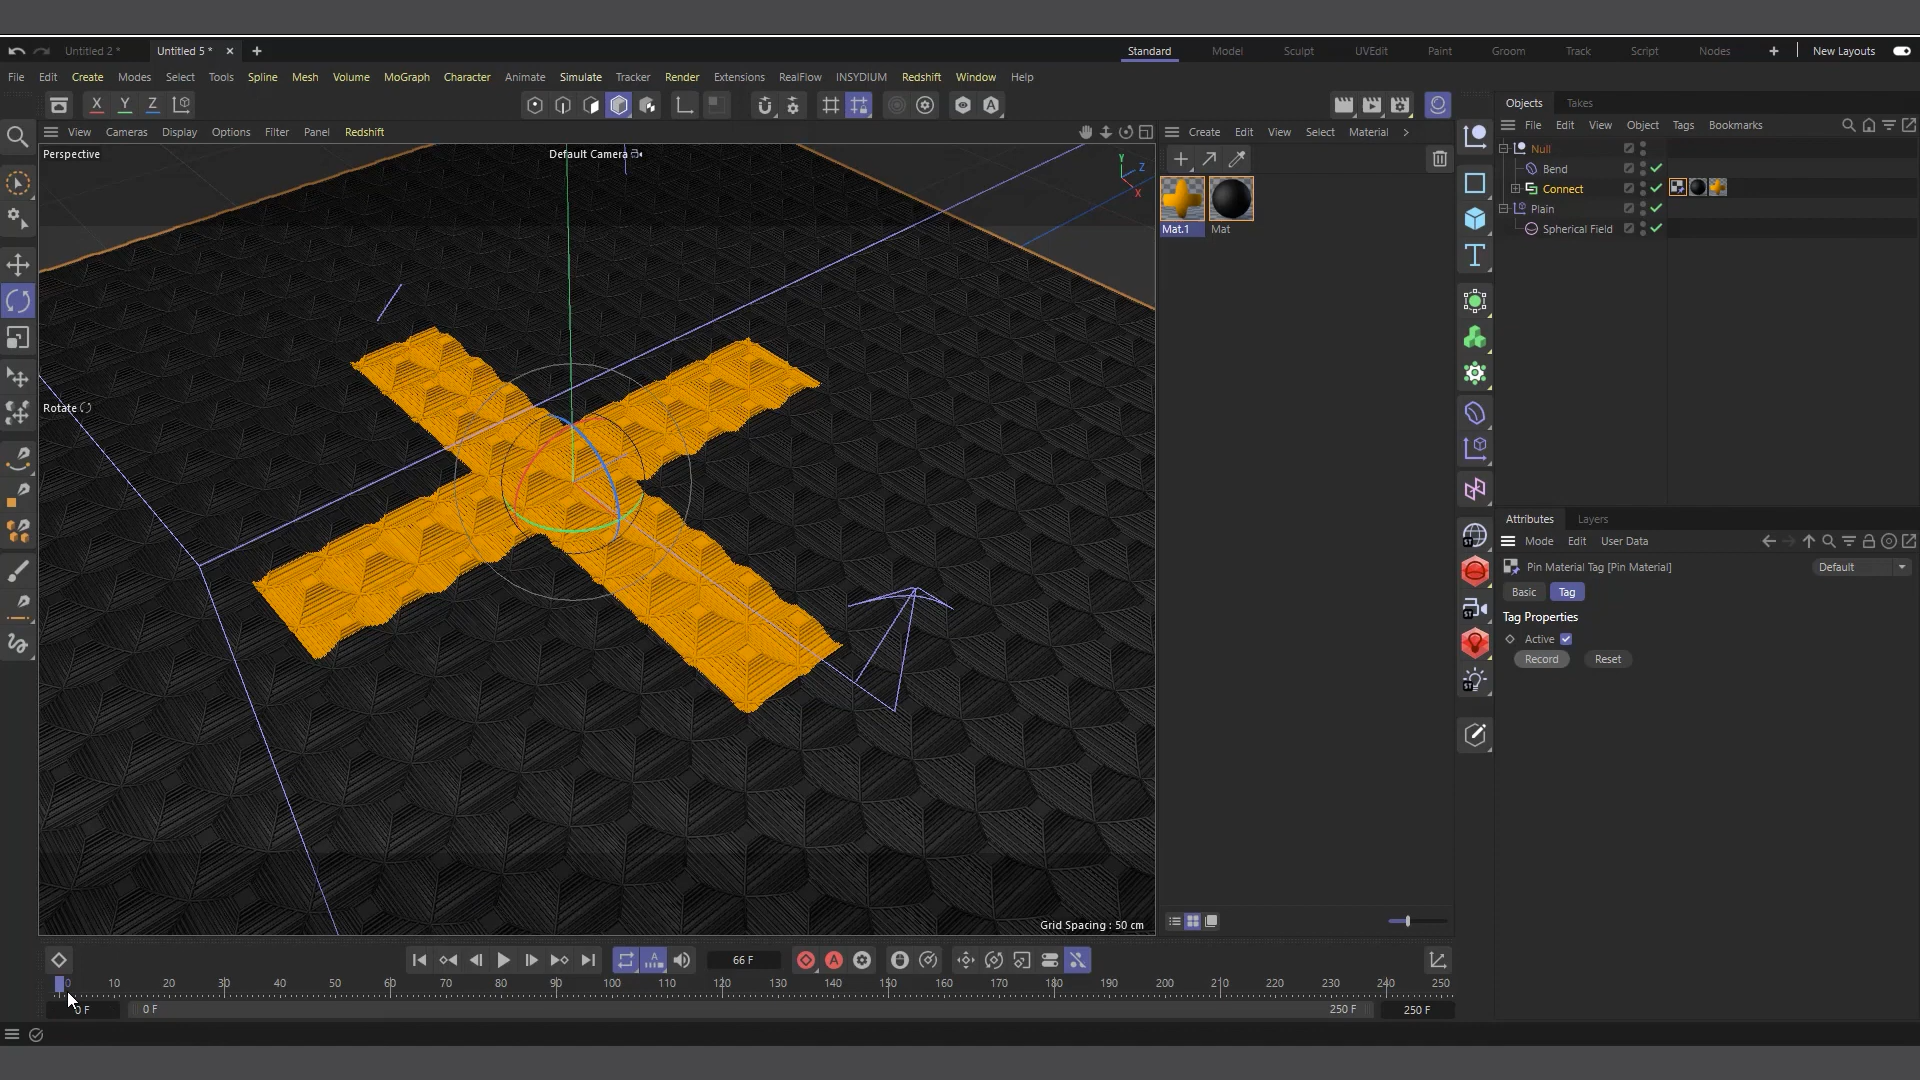 Untitled 2 *
Untitled 5 *
Standard
Model
Sculpt
UVEdit
Paint
Groom
Track
Script
Nodes
New Layouts
File Edit Create Modes Select Tools Spline Mesh Volume MoGraph Character Animate Simulate Tracker Render Extensions RealFlow INSYDIUM Redshift Window Help
X Y Z
Objects Takes
View Cameras Display Options Filter Panel Redshift
Create Edit View Select Material
File Edit View Object Tags Bookmarks
Perspective
Default Camera
Y
Z
X
Null
Bend
Connect
Plain
Spherical Field
Mat.1
Mat
Rotate
Attributes Layers
Mode Edit User Data
Pin Material Tag [Pin Material]
Default
Basic
Tag
Tag Properties
Active
Record
Reset
Grid Spacing : 50 cm
66 F
0 10 20 30 40 50 60 70 80 90 100 110 120 130 140 150 160 170 180 190 200 210 220 230 240 250
0 F
0 F
250 F
250 F